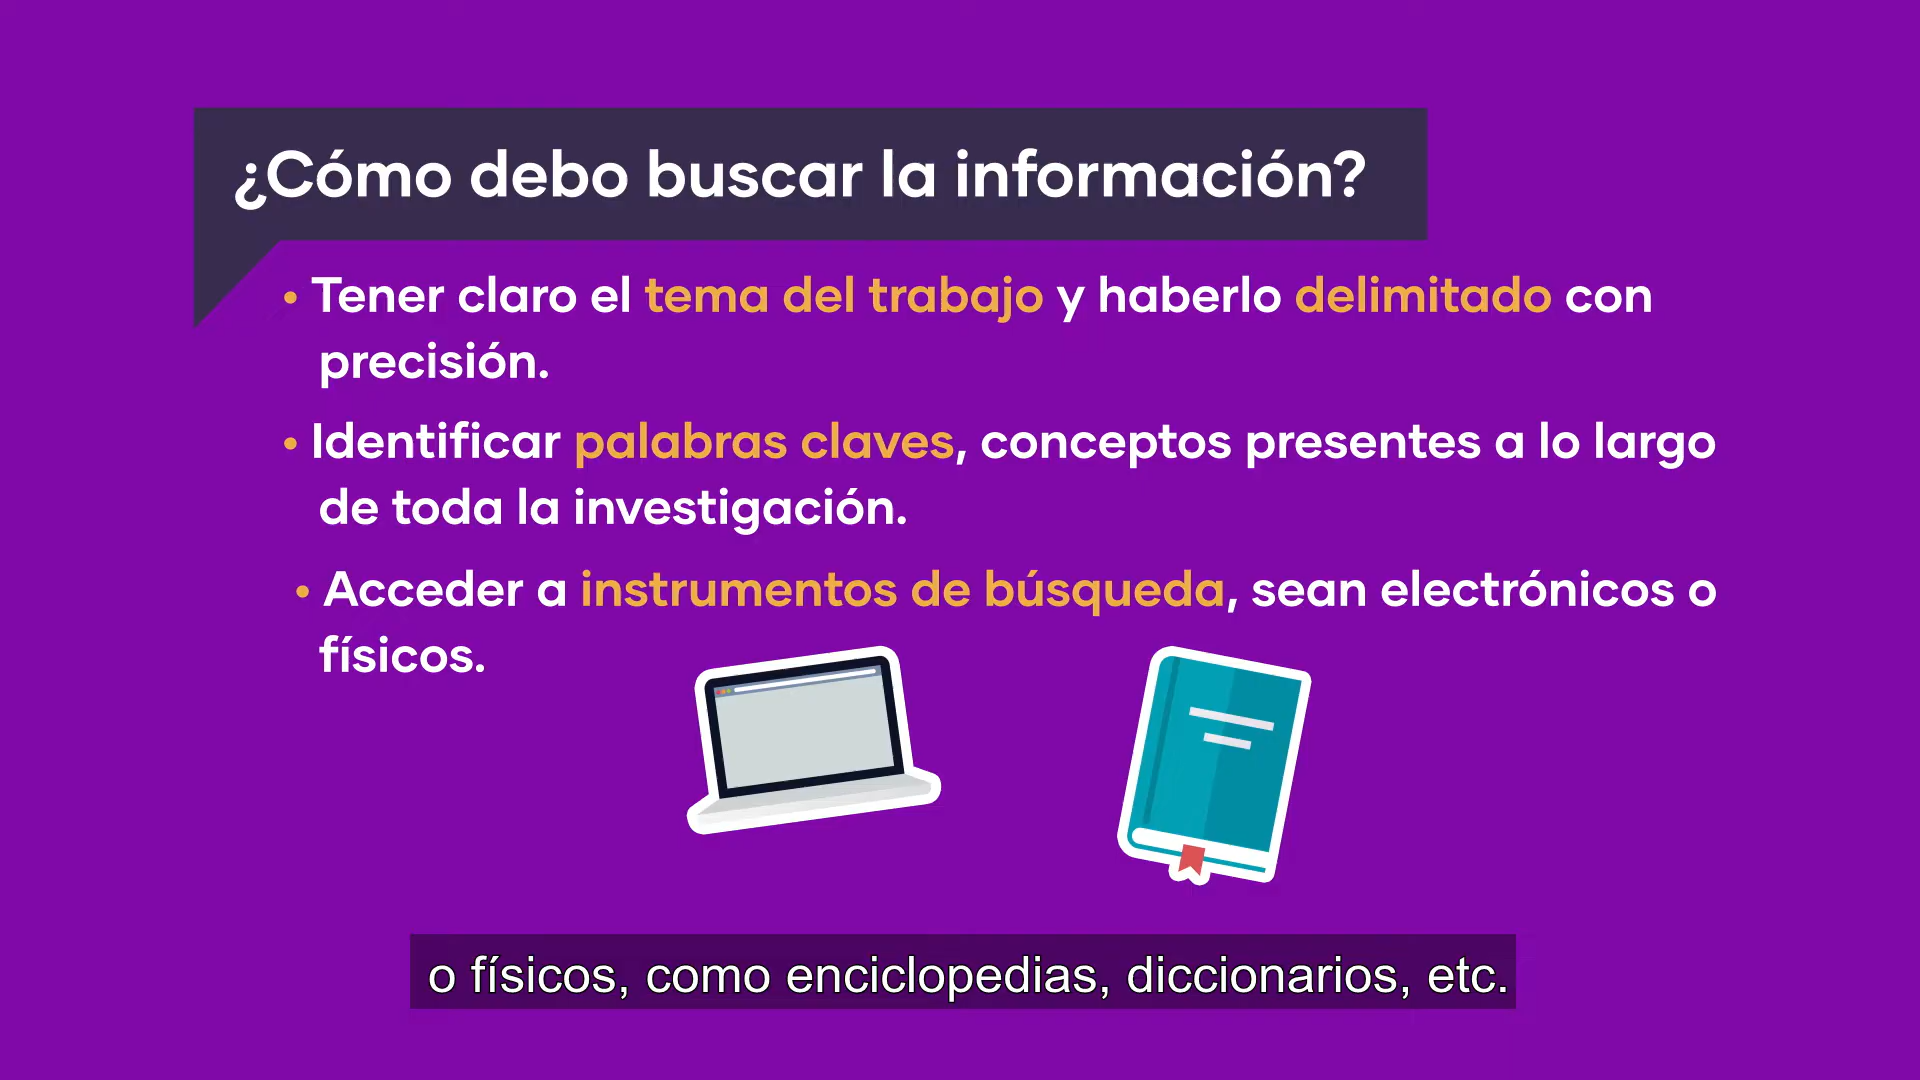 ¿Cómo debo buscar la información?
• Tener claro el tema del trabajo y haberlo delimitado con
precisión.
• Identificar palabras claves, conceptos presentes a lo largo
de toda la investigación.
• Acceder a instrumentos de búsqueda, sean electrónicos o
físicos.
o físicos, como enciclopedias, diccionarios, etc.